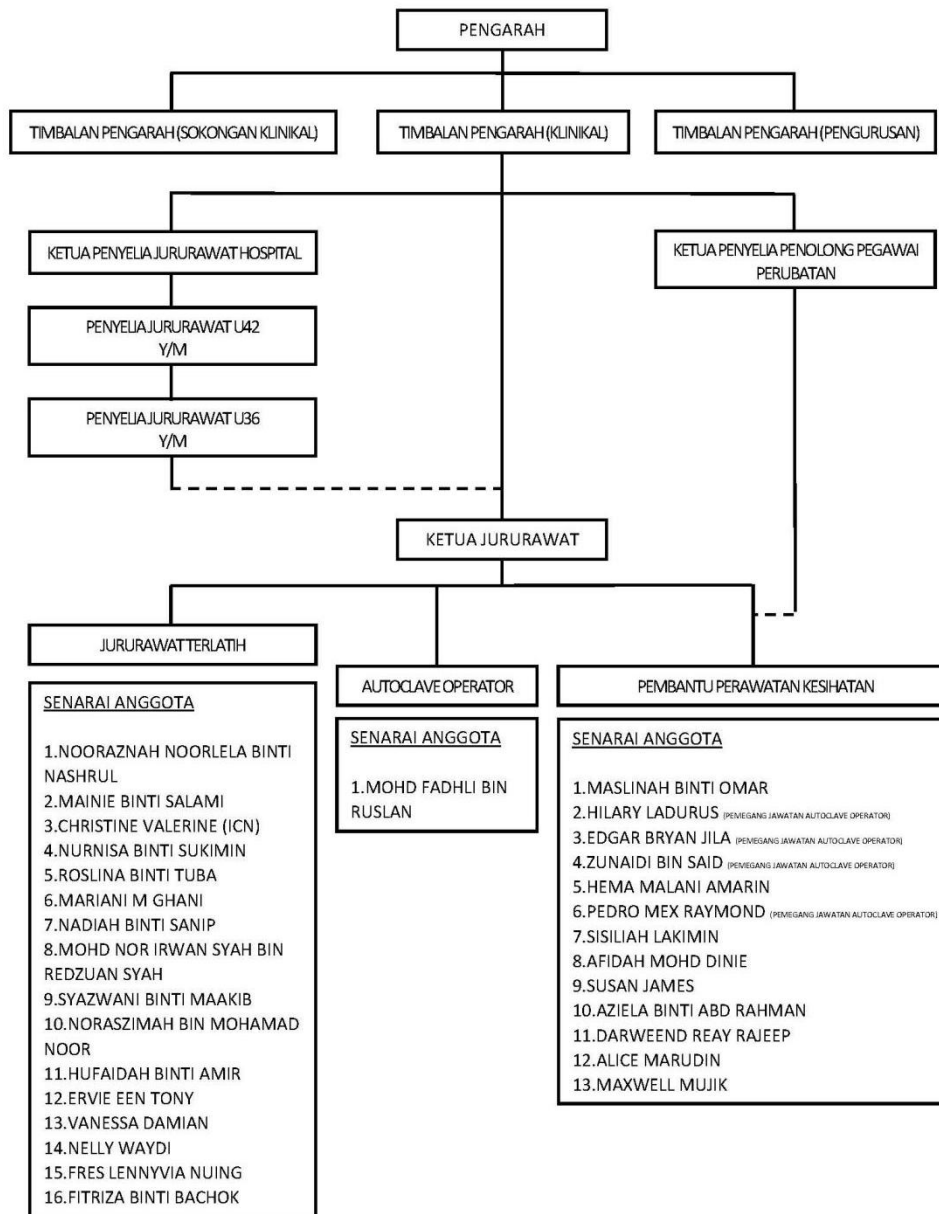 PENGARAH
TIMBALAN PENGARAH (SOKONGAN KLINIKAL)
TIMBALAN PENGARAH (KLINIKAL)
TIMBALAN PENGARAH (PENGURUSAN)
KETUA PENYELIA JURURAWAT HOSPITAL
KETUA PENYELIA PENOLONG PEGAWAI
PERUBATAN
PENYELIA JURURAWAT U42
Y/M
PENYELIA JURURAWAT U36
Y/M
KETUA JURURAWAT
JURURAWAT TERLATIH
SENARAI ANGGOTA
1.NOORAZNAH NOORLELA BINTI
NASHRUL
2.MAINIE BINTI SALAMI
3.CHRISTINE VALERINE (ICN)
4.NURNISA BINTI SUKIMIN
5.ROSLINA BINTI TUBA
6.MARIANI M GHANI
7.NADIAH BINTI SANIP
8.MOHD NOR IRWAN SYAH BIN
REDZUAN SYAH
9.SYAZWANI BINTI MAAKIB
10.NORASZIMAH BIN MOHAMAD
NOOR
11.HUFAIDAH BINTI AMIR
12.ERVIE EEN TONY
13.VANESSA DAMIAN
14.NELLY WAYDI
15.FRES LENNYVIA NUING
16.FITRIZA BINTI BACHOK
AUTOCLAVE OPERATOR
SENARAI ANGGOTA
1.MOHD FADHLI BIN
RUSLAN
PEMBANTU PERAWATAN KESIHATAN
SENARAI ANGGOTA
1.MASLINAH BINTI OMAR
2.HILARY LADURUS (PEMEGANG JAWATAN AUTOCLAVE OPERATOR)
3.EDGAR BRYAN JILA (PEMEGANG JAWATAN AUTOCLAVE OPERATOR)
4.ZUNAIDI BIN SAID (PEMEGANG JAWATAN AUTOCLAVE OPERATOR)
5.HEMA MALANI AMARIN
6.PEDRO MEX RAYMOND (PEMEGANG JAWATAN AUTOCLAVE OPERATOR)
7.SISILIAH LAKIMIN
8.AFIDAH MOHD DINIE
9.SUSAN JAMES
10.AZIELA BINTI ABD RAHMAN
11.DARWEEND REAY RAJEEP
12.ALICE MARUDIN
13.MAXWELL MUJIK